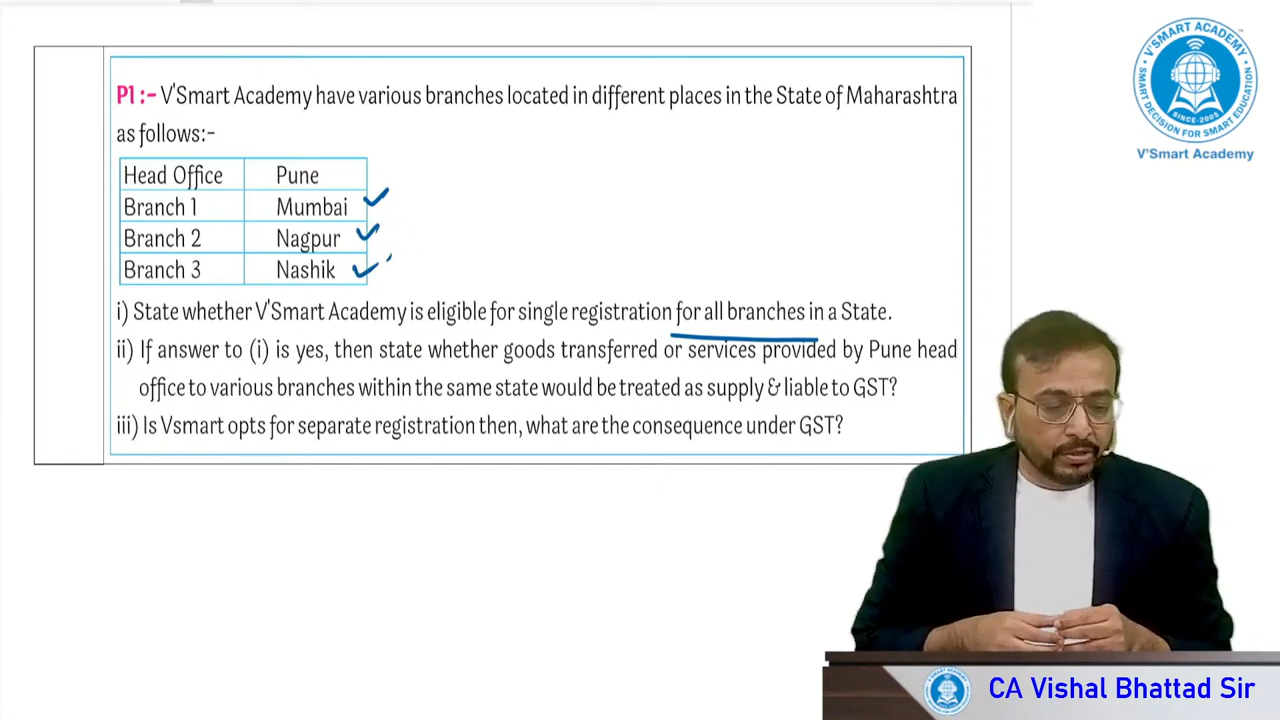 P1 :- V'Smart Academy have various branches located in different places in the State of Maharashtra
as follows:-
Head Office Pune
Branch 1 Mumbai
Branch 2 Nagpur
Branch 3 Nashik
i) State whether V'Smart Academy is eligible for single registration for all branches in a State.
ii) If answer to (i) is yes, then state whether goods transferred or services provided by Pune head
office to various branches within the same state would be treated as supply & liable to GST?
iii) Is Vsmart opts for separate registration then, what are the consequence under GST?
V'SMART ACADEMY
SMART DECISION FOR SMART EDUCATION
SINCE-2005
V'Smart Academy
CA Vishal Bhattad Sir